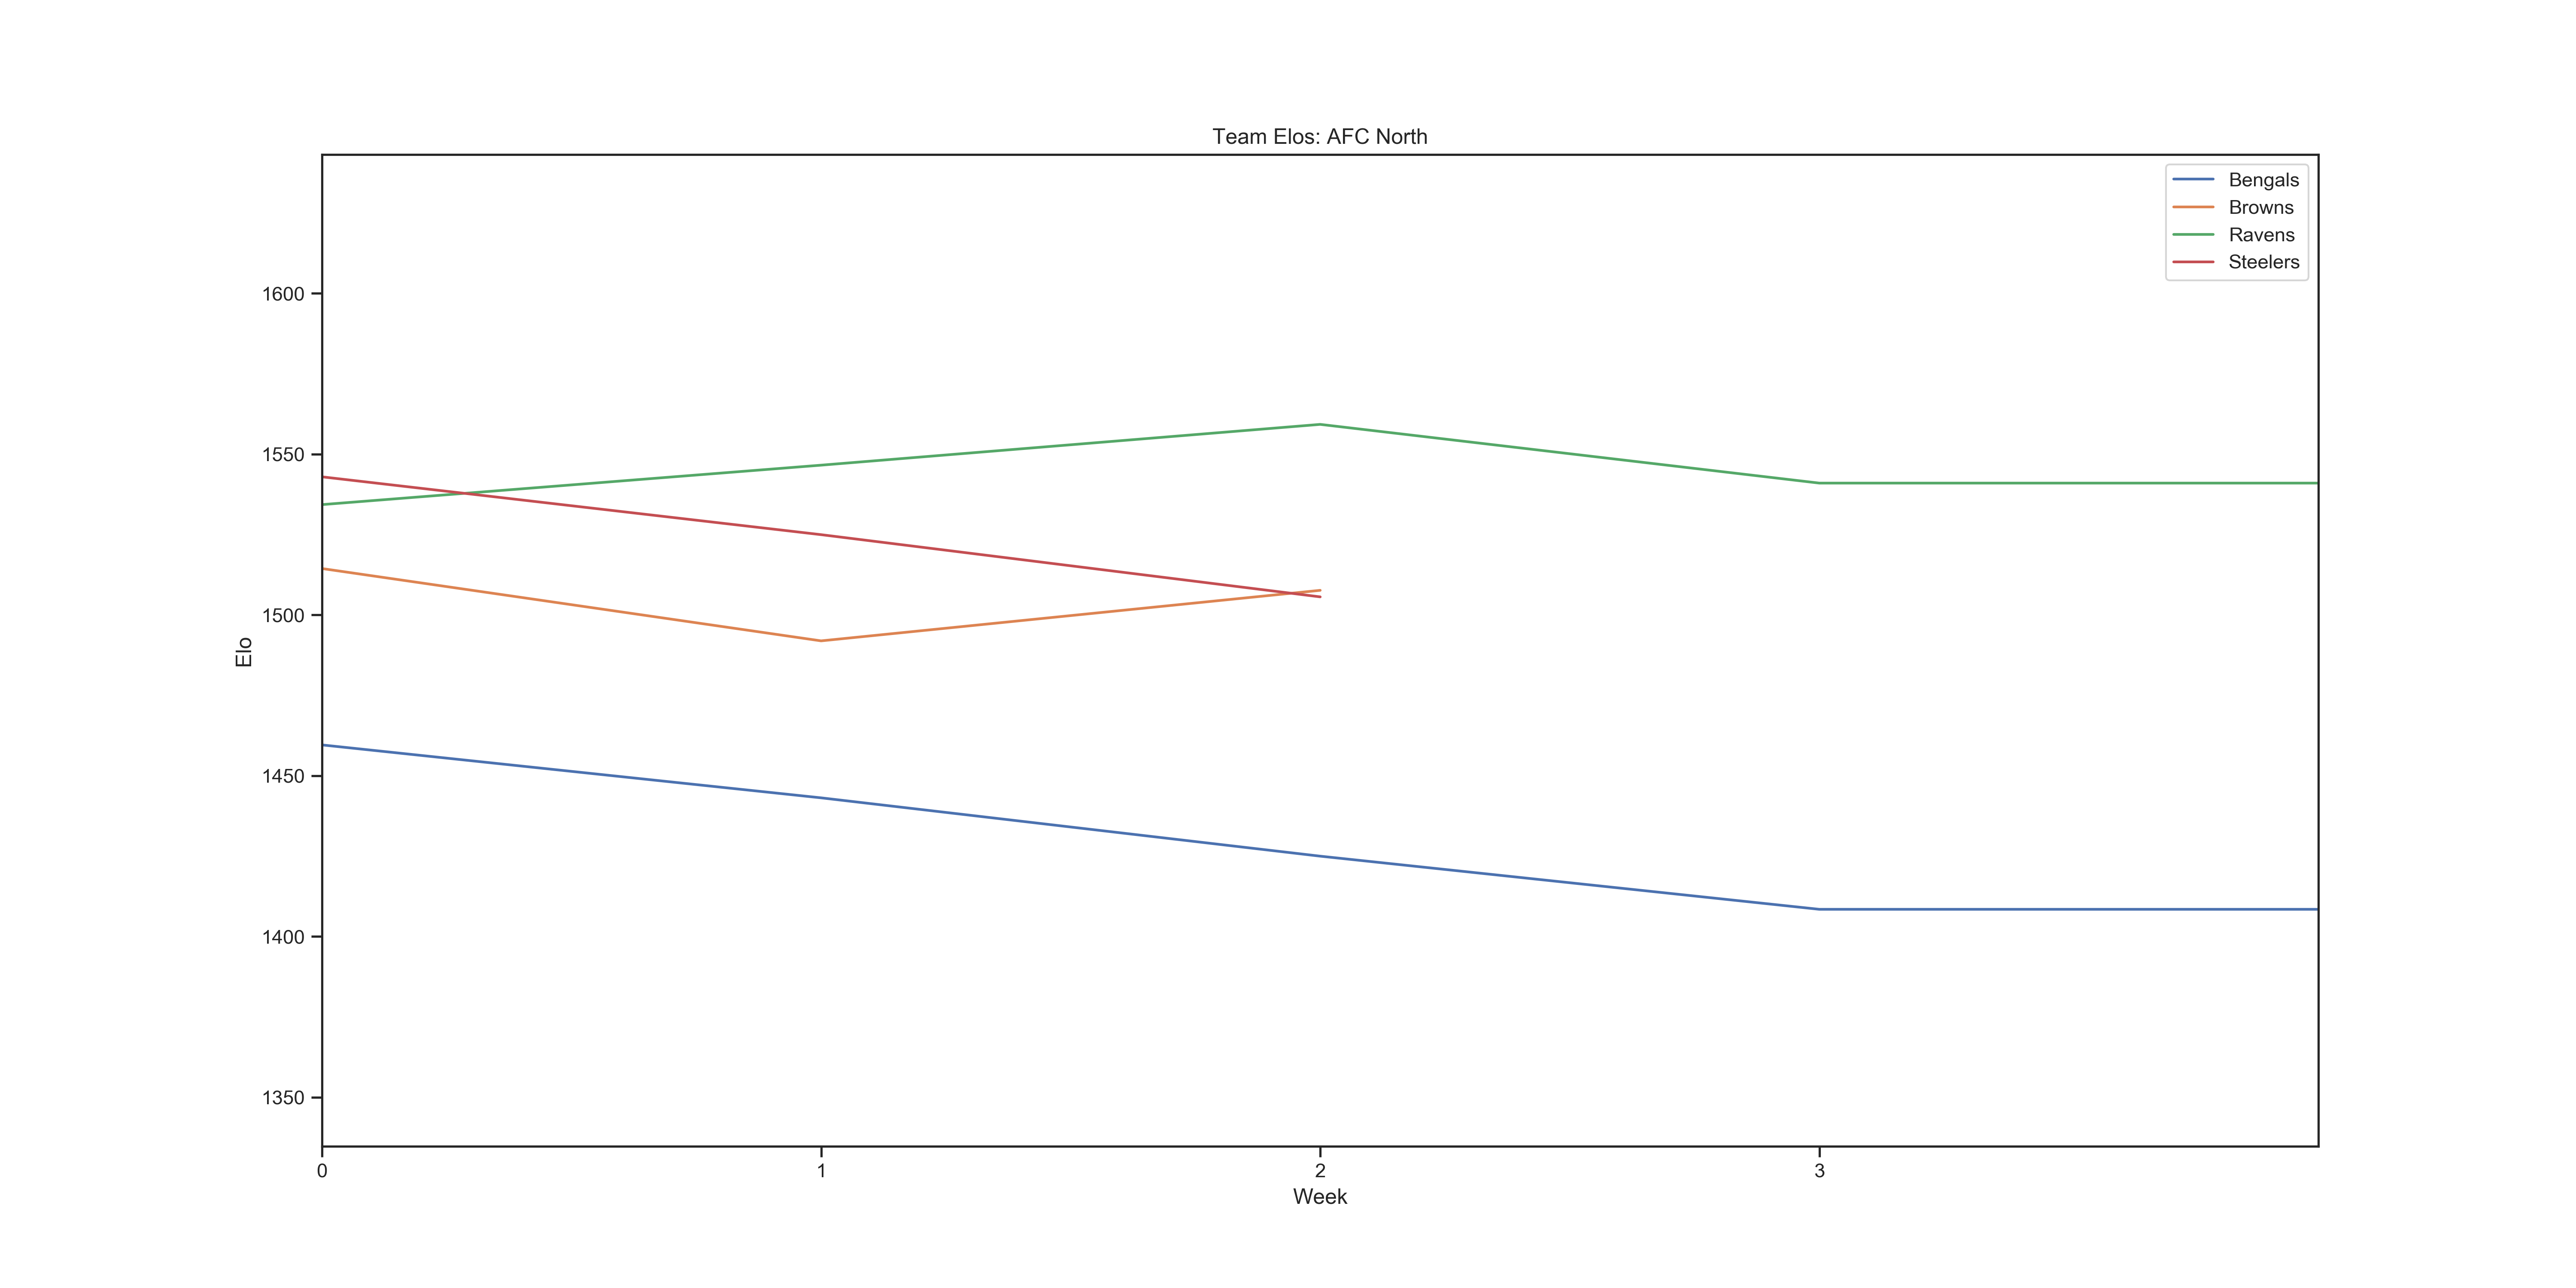 Team Elos: AFC North
Bengals
Browns
Ravens
Steelers
1600
1550
1500
1450
1400
1350
Elo
0 1 2 3
Week